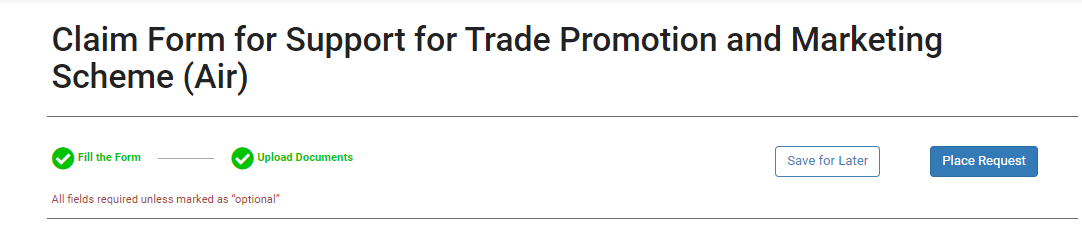 Claim Form for Support for Trade Promotion and Marketing
Scheme (Air)
Fill the Form
Upload Documents
Save for Later
Place Request
All fields required unless marked as "optional"